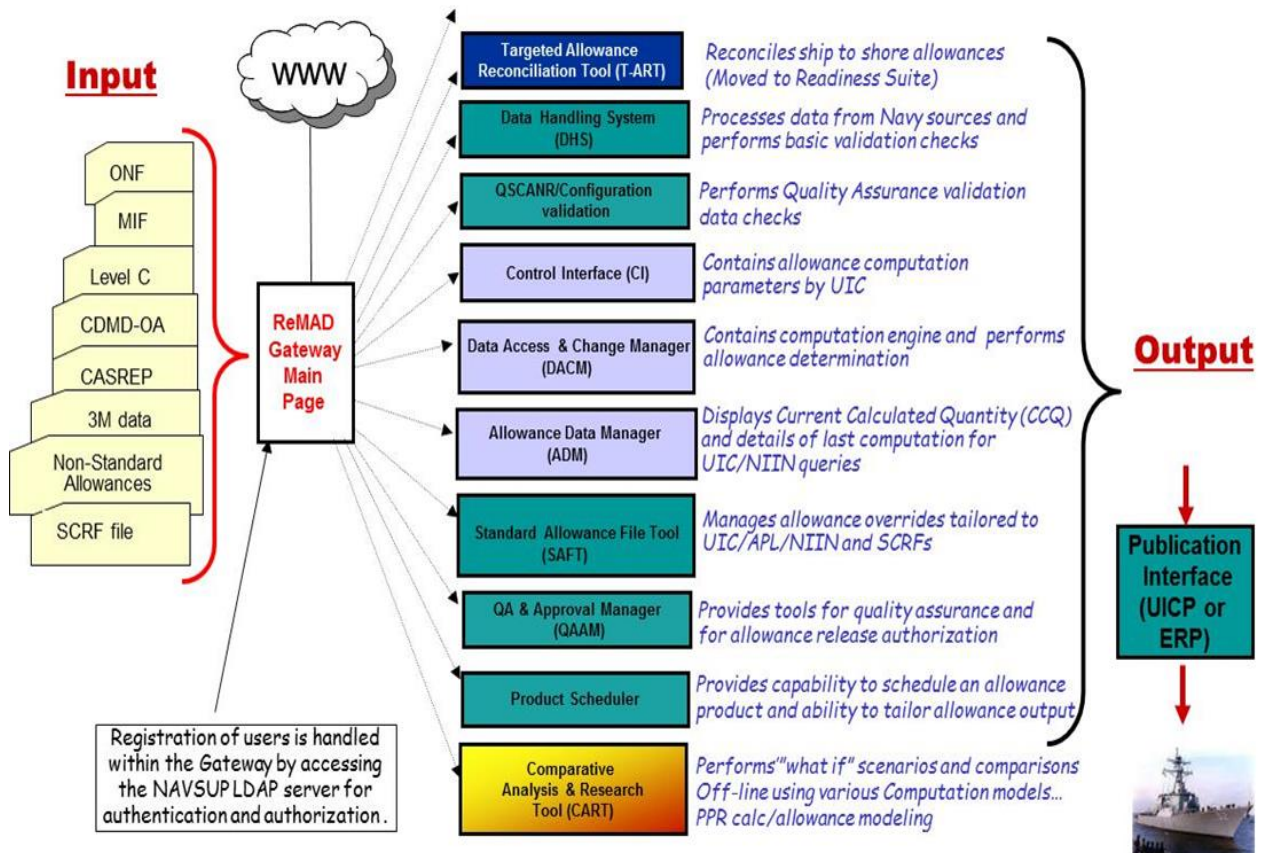 Input
WWW
ONF
MIF
Level C
CDMD-OA
CASREP
3M data
Non-Standard
Allowances
SCRF file
ReMAD
Gateway
Main
Page
Registration of users is handled
within the Gateway by accessing
the NAVSUP LDAP server for
authentication and authorization .
Targeted Allowance
Reconciliation Tool (T-ART)
Reconciles ship to shore allowances
(Moved to Readiness Suite)
Data Handling System
(DHS)
Processes data from Navy sources and
performs basic validation checks
QSCANR/Configuration
validation
Performs Quality Assurance validation
data checks
Control Interface (CI)
Contains allowance computation
parameters by UIC
Data Access & Change Manager
(DACM)
Contains computation engine and performs
allowance determination
Allowance Data Manager
(ADM)
Displays Current Calculated Quantity (CCQ)
and details of last computation for
UIC/NIIN queries
Standard Allowance File Tool
(SAFT)
Manages allowance overrides tailored to
UIC/APL/NIIN and SCRFs
QA & Approval Manager
(QAAM)
Provides tools for quality assurance and
for allowance release authorization
Product Scheduler
Provides capability to schedule an allowance
product and ability to tailor allowance output
Comparative
Analysis & Research
Tool (CART)
Performs"what if" scenarios and comparisons
Off-line using various Computation models...
PPR calc/allowance modeling
Output
Publication
Interface
(UICP or
ERP)